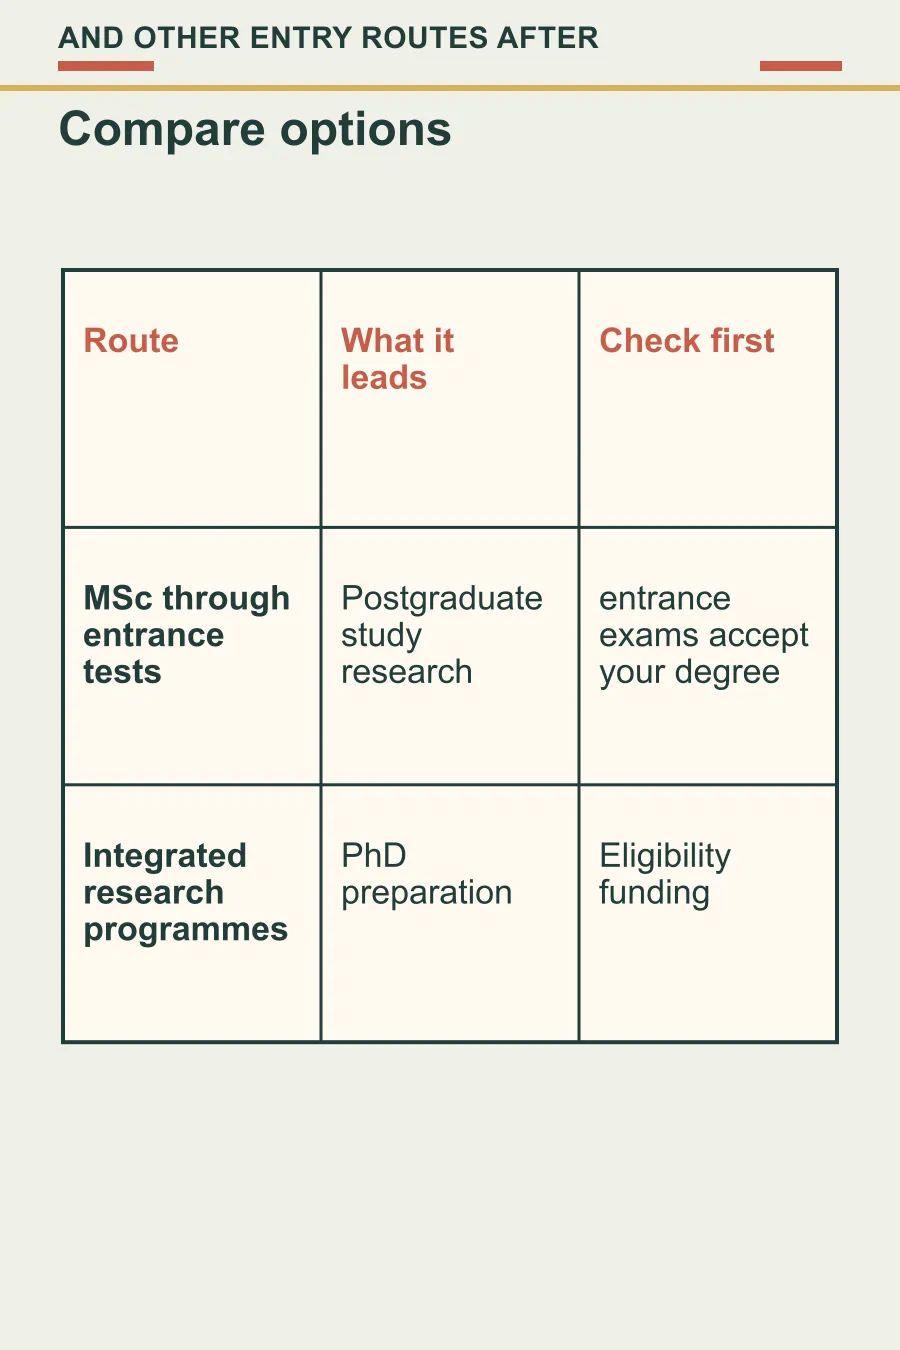 AND OTHER ENTRY ROUTES AFTER
Compare options
Route
What it
leads
Check first
MSc through
entrance
tests
Postgraduate
study
research
entrance
exams accept
your degree
Integrated
research
programmes
PhD
preparation
Eligibility
funding